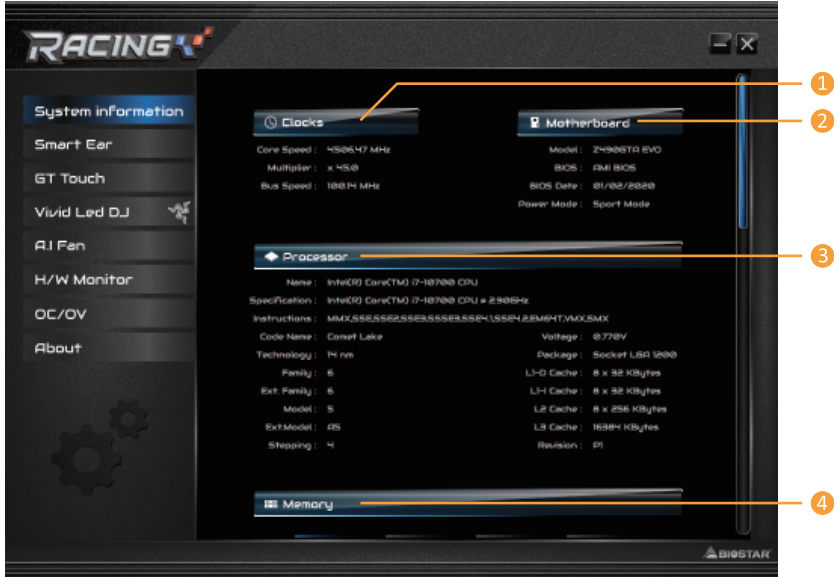 RACING
System information
Smart Ear
GT Touch
Vivid Led DJ
A.I Fan
H/W Monitor
OC/OV
About
Clocks
Core Speed : 4506.47 MHz
Multiplier : x 45.0
Bus Speed : 100.14 MHz
Motherboard
Model : Z490GTA EVO
BIOS : AMI BIOS
BIOS Date : 01/02/2020
Power Mode : Sport Mode
Processor
Name : Intel(R) Core(TM) i7-10700 CPU
Specification : Intel(R) Core(TM) i7-10700 CPU @ 2.90GHz
Instructions : MMX,SSE,SSE2,SSE3,SSSE3,SSE4.1,SSE4.2,EM64T,VMX,SMX
Code Name : Comet Lake
Technology : 14 nm
Family : 6
Ext. Family : 6
Model : 5
Ext.Model : A5
Stepping : 4
Voltage : 0.770V
Package : Socket LGA 1200
L1-D Cache : 8 x 32 KBytes
L1-I Cache : 8 x 32 KBytes
L2 Cache : 8 x 256 KBytes
L3 Cache : 16384 KBytes
Revision : P1
Memory
BIOSTAR
1
2
3
4